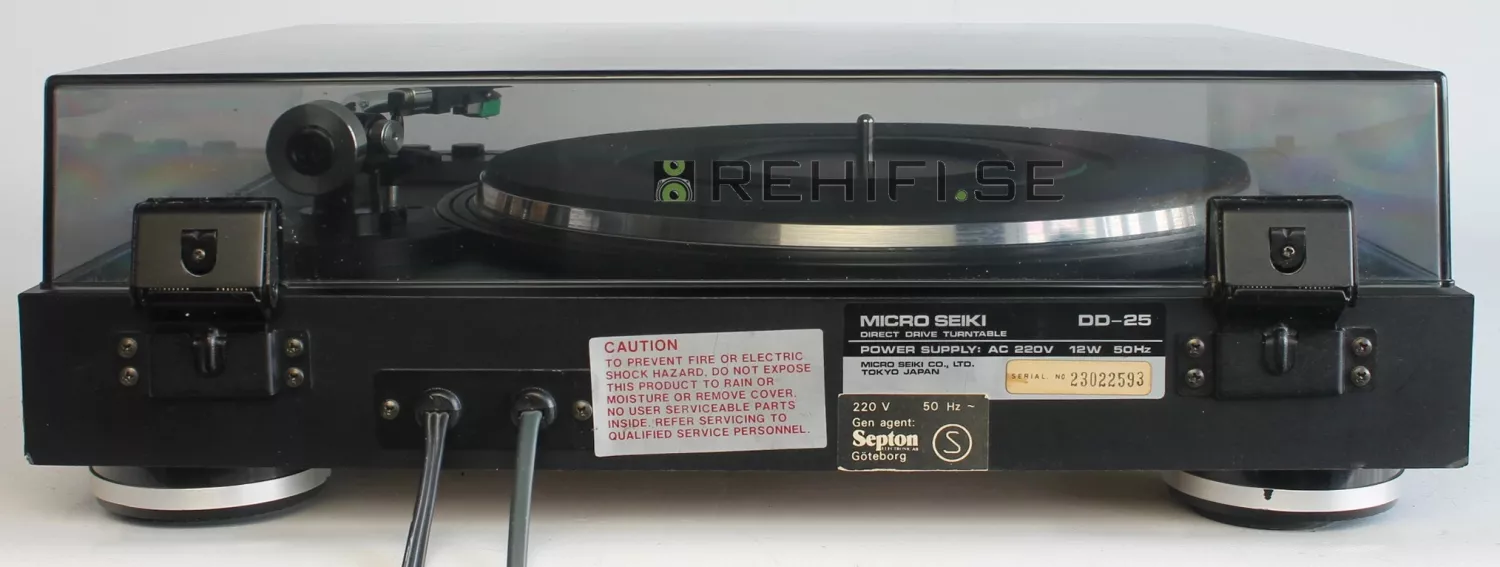 REHIFI.SE
MICRO SEIKI DD-25
DIRECT DRIVE TURNTABLE
POWER SUPPLY: AC 220V 12W 50Hz
MICRO SEIKI CO., LTD.
TOKYO JAPAN
SERIAL. NO 23022593
CAUTION
TO PREVENT FIRE OR ELECTRIC
SHOCK HAZARD, DO NOT EXPOSE
THIS PRODUCT TO RAIN OR
MOISTURE OR REMOVE COVER.
NO USER SERVICEABLE PARTS
INSIDE. REFER SERVICING TO
QUALIFIED SERVICE PERSONNEL.
220 V 50 Hz ~
Gen agent:
Septon
S
Göteborg